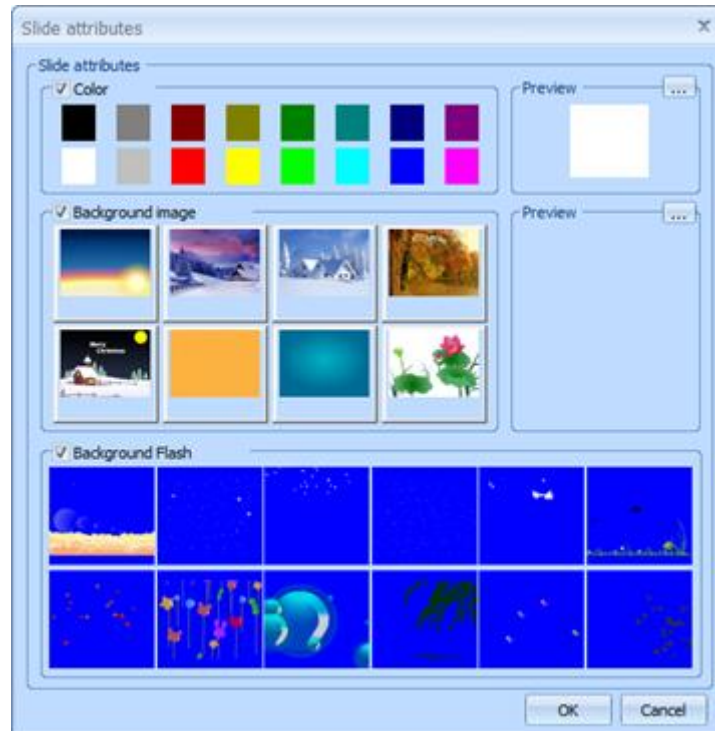 Slide attributes
Slide attributes
Color
Preview
...
Background image
Preview
...
Merry
Christmas
Background Flash
OK
Cancel